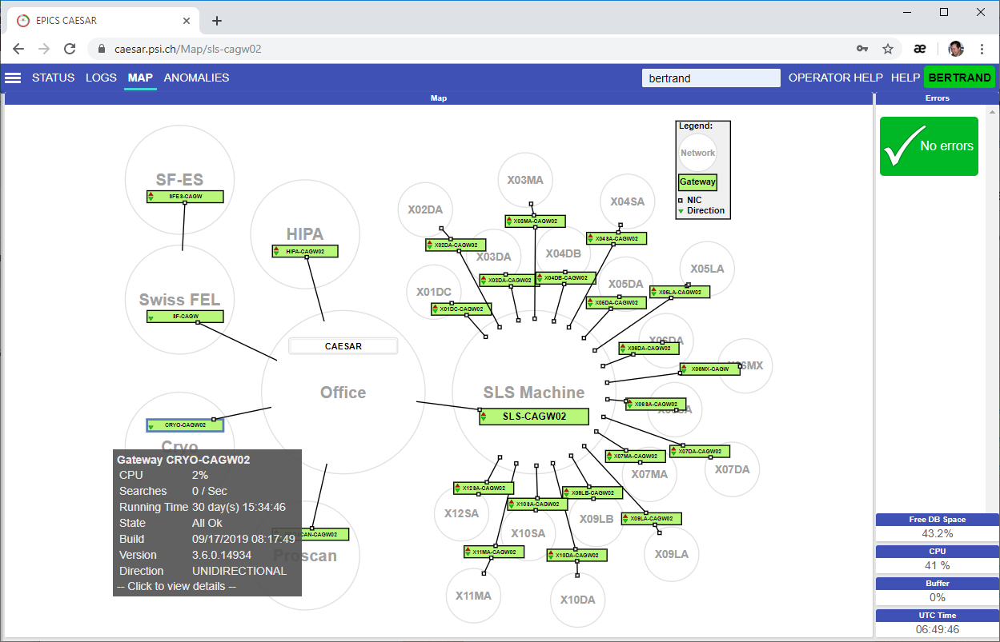 EPICS CAESAR
caesar.psi.ch/Map/sls-cagw02
STATUS LOGS MAP ANOMALIES bertrand OPERATOR HELP HELP BERTRAND
Map
Errors
No errors
Legend:
Network
Gateway
NIC
Direction
SF-ES
SFES-CAGW
HIPA
HIPA-CAGW02
Swiss FEL
SF-CAGW
CAESAR
Office
SLS Machine
SLS-CAGW02
CRYO-CAGW02
Cryo
Gateway CRYO-CAGW02
CPU 2%
Searches 0 / Sec
Running Time 30 day(s) 15:34:46
State All Ok
Build 09/17/2019 08:17:49
Version 3.6.0.14934
Direction UNIDIRECTIONAL
-- Click to view details --
Proscan
X03MA
X03MA-CAGW02
X02DA
X02DA-CAGW02
X04SA
X04SA-CAGW02
X03DA
X03DA-CAGW02
X04DB
X04DB-CAGW02
X05LA
X05LA-CAGW02
X01DC
X01DC-CAGW02
X05DA
X05DA-CAGW02
X06DA
X06DA-CAGW02
X06MX-CAGW
X06SA-CAGW02
X07DA-CAGW02
X07DA
X07MA-CAGW02
X07MA
X12SA-CAGW02
X12SA
X09LB-CAGW02
X09LB
X10SA-CAGW02
X10SA
X09LA-CAGW02
X09LA
X11MA-CAGW02
X11MA
X10DA-CAGW02
X10DA
Free DB Space
43.2%
CPU
41 %
Buffer
0%
UTC Time
06:49:46